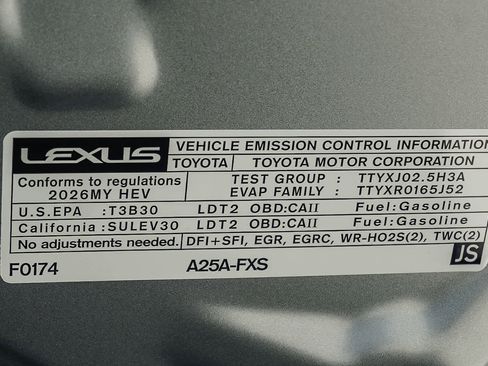 LEXUS VEHICLE EMISSION CONTROL INFORMATION
TOYOTA TOYOTA MOTOR CORPORATION
Conforms to regulations TEST GROUP : TTYXJ02.5H3A
2026MY HEV EVAP FAMILY : TTYXR0165J52
U.S.EPA : T3B30 LDT2 OBD:CAII Fuel:Gasoline
California : SULEV30 LDT2 OBD:CAII Fuel:Gasoline
No adjustments needed. DFI+SFI, EGR, EGRC, WR-HO2S(2), TWC(2)
F0174 A25A-FXS JS